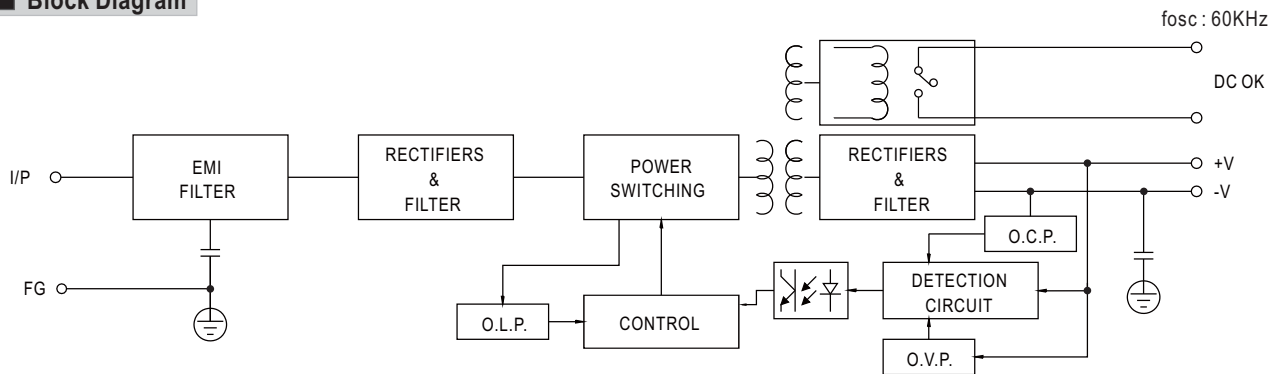 Block Diagram
fosc : 60KHz
DC OK
I/P
EMI
FILTER
RECTIFIERS
&
FILTER
POWER
SWITCHING
RECTIFIERS
&
FILTER
+V
-V
O.C.P.
FG
O.L.P.
CONTROL
DETECTION
CIRCUIT
O.V.P.